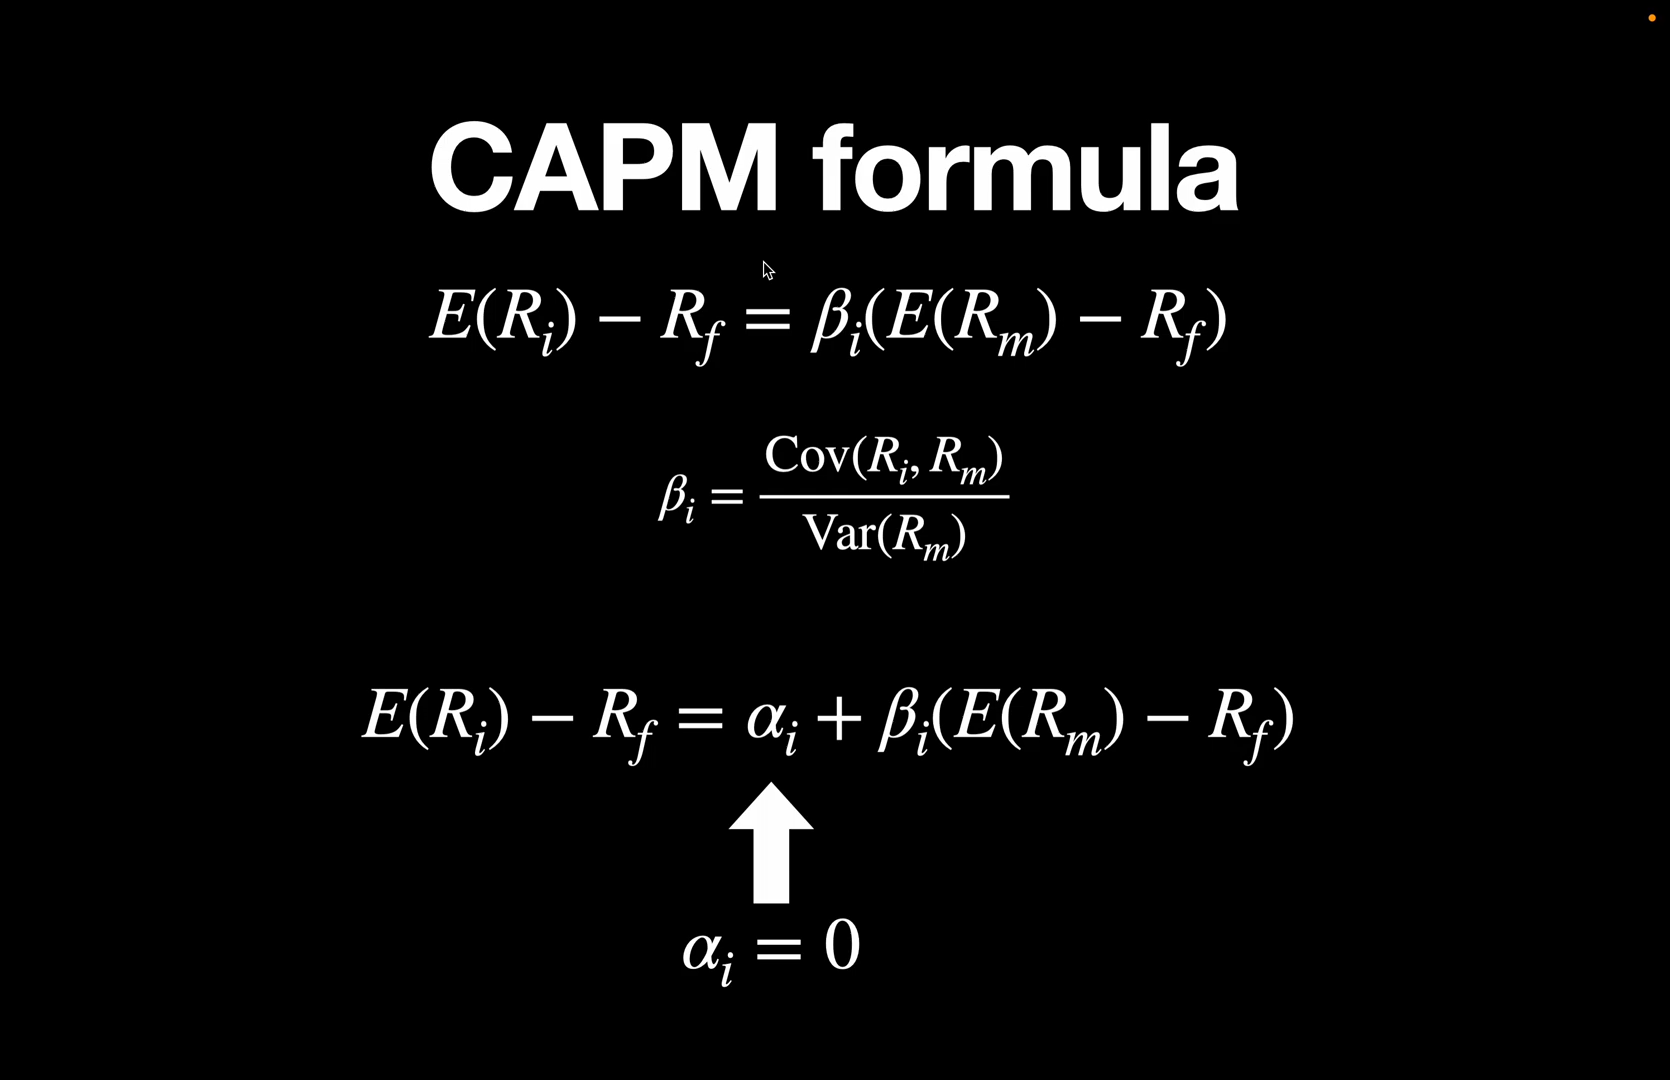 CAPM formula
E(R_i) − R_f = β_i(E(R_m) − R_f)
β_i = Cov(R_i, R_m) / Var(R_m)
E(R_i) − R_f = α_i + β_i(E(R_m) − R_f)
α_i = 0